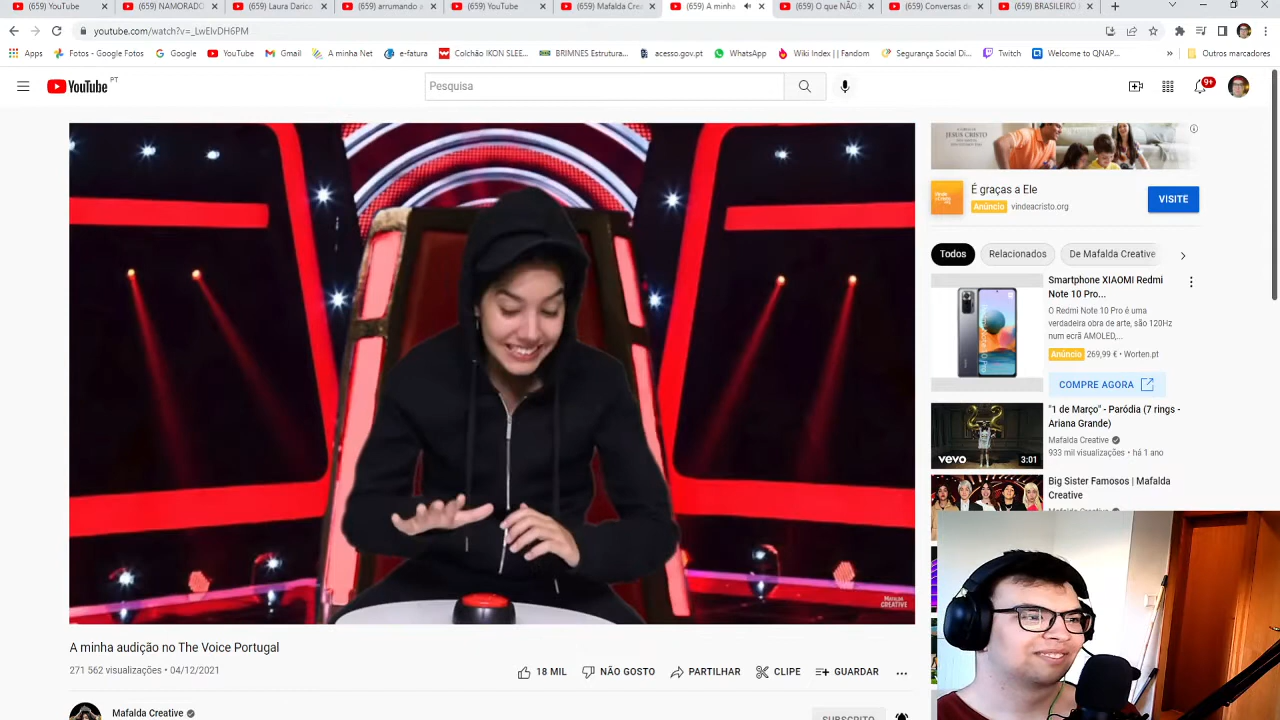 (659) YouTube
(659) NAMORADO
(659) Laura Darico
(659) arrumando a
(659) YouTube
(659) Mafalda Crea
(659) A minha
(659) O que NÃO
(659) Conversas de
(659) BRASILEIRO
youtube.com/watch?v=_LwElvDH6PM
Apps
Fotos - Google Fotos
Google
YouTube
Gmail
A minha Net
e-fatura
Colchão IKON SLEE...
BRIMNES Estrutura...
acesso.gov.pt
WhatsApp
Wiki Index || Fandom
Segurança Social Di...
Twitch
Welcome to QNAP...
»
Outros marcadores
YouTube PT
Pesquisa
9+
JESUS CRISTO
É graças a Ele
Anúncio vindeacristo.org
VISITE
Todos
Relacionados
De Mafalda Creative
Smartphone XIAOMI Redmi
Note 10 Pro...
O Redmi Note 10 Pro é uma
verdadeira obra de arte, são 120Hz
num ecrã AMOLED,...
Anúncio 269,99 € • Worten.pt
COMPRE AGORA
"1 de Março" - Paródia (7 rings -
Ariana Grande)
Mafalda Creative
933 mil visualizações • há 1 ano
vevo
3:01
Big Sister Famosos | Mafalda
Creative
MAFALDA
CREATIVE
A minha audição no The Voice Portugal
271 562 visualizações • 04/12/2021
18 MIL
NÃO GOSTO
PARTILHAR
CLIPE
GUARDAR
Mafalda Creative
SUBSCRITO